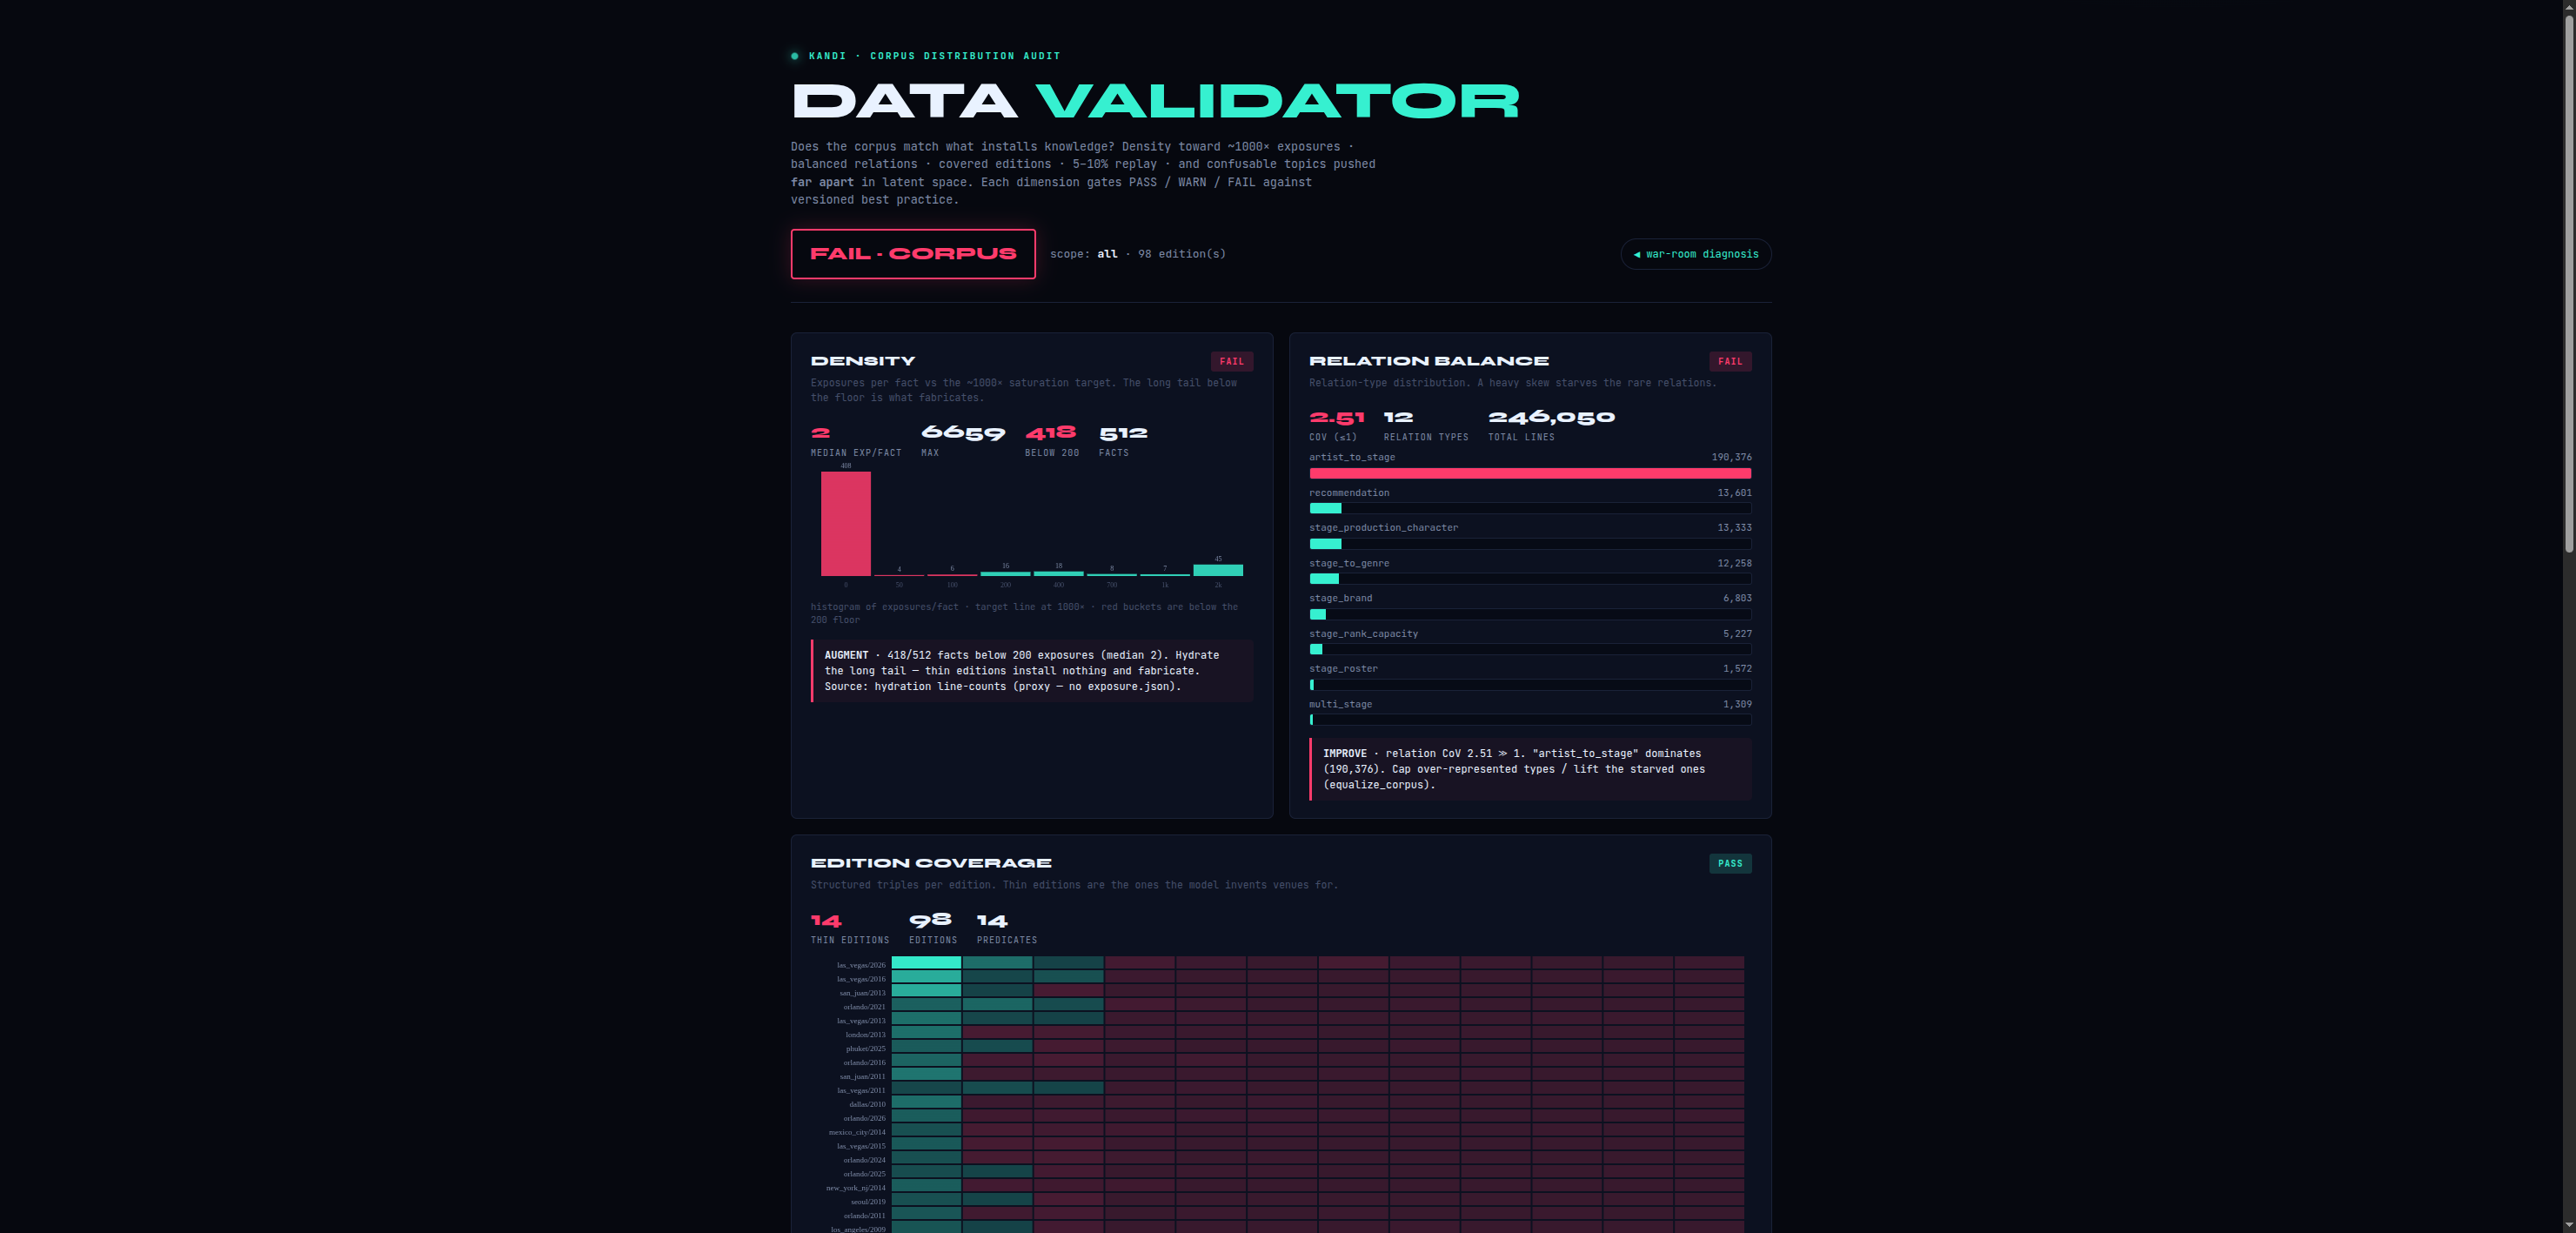 KANDI · CORPUS DISTRIBUTION AUDIT
DATA VALIDATOR
Does the corpus match what installs knowledge? Density toward ~1000× exposures ·
balanced relations · covered editions · 5–10% replay · and confusable topics pushed
far apart in latent space. Each dimension gates PASS / WARN / FAIL against
versioned best practice.
FAIL · CORPUS
scope: all · 98 edition(s)
◀ war-room diagnosis
DENSITY
FAIL
Exposures per fact vs the ~1000× saturation target. The long tail below
the floor is what fabricates.
2 6659 418 512
MEDIAN EXP/FACT MAX BELOW 200 FACTS
408 4 6 16 18 8 7 45
0 50 100 200 400 700 1k 2k
histogram of exposures/fact · target line at 1000× · red buckets are below the
200 floor
AUGMENT · 418/512 facts below 200 exposures (median 2). Hydrate
the long tail — thin editions install nothing and fabricate.
Source: hydration line-counts (proxy — no exposure.json).
RELATION BALANCE
FAIL
Relation-type distribution. A heavy skew starves the rare relations.
2.51 12 246,050
COV (≤1) RELATION TYPES TOTAL LINES
artist_to_stage 190,376
recommendation 13,601
stage_production_character 13,333
stage_to_genre 12,258
stage_brand 6,803
stage_rank_capacity 5,227
stage_roster 1,572
multi_stage 1,309
IMPROVE · relation CoV 2.51 ≫ 1. "artist_to_stage" dominates
(190,376). Cap over-represented types / lift the starved ones
(equalize_corpus).
EDITION COVERAGE
PASS
Structured triples per edition. Thin editions are the ones the model invents venues for.
14 98 14
THIN EDITIONS EDITIONS PREDICATES
las_vegas/2026
las_vegas/2016
san_juan/2013
orlando/2021
las_vegas/2013
london/2013
phuket/2025
orlando/2016
san_juan/2011
las_vegas/2011
dallas/2010
orlando/2026
mexico_city/2014
las_vegas/2015
orlando/2024
orlando/2025
new_york_nj/2014
seoul/2019
orlando/2011
los_angeles/2009